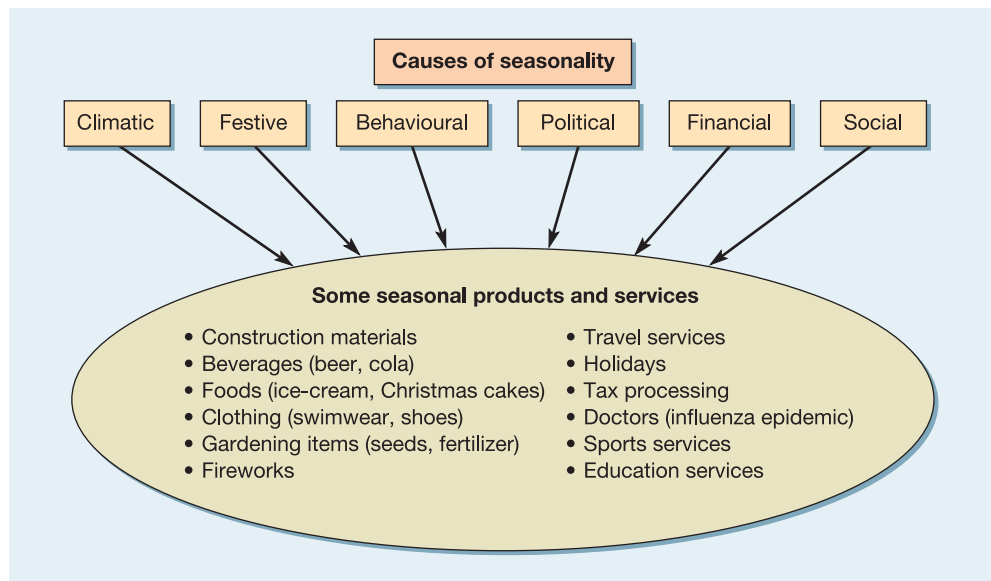 Causes of seasonality
Climatic
Festive
Behavioural
Political
Financial
Social
Some seasonal products and services
• Construction materials
• Beverages (beer, cola)
• Foods (ice-cream, Christmas cakes)
• Clothing (swimwear, shoes)
• Gardening items (seeds, fertilizer)
• Fireworks
• Travel services
• Holidays
• Tax processing
• Doctors (influenza epidemic)
• Sports services
• Education services